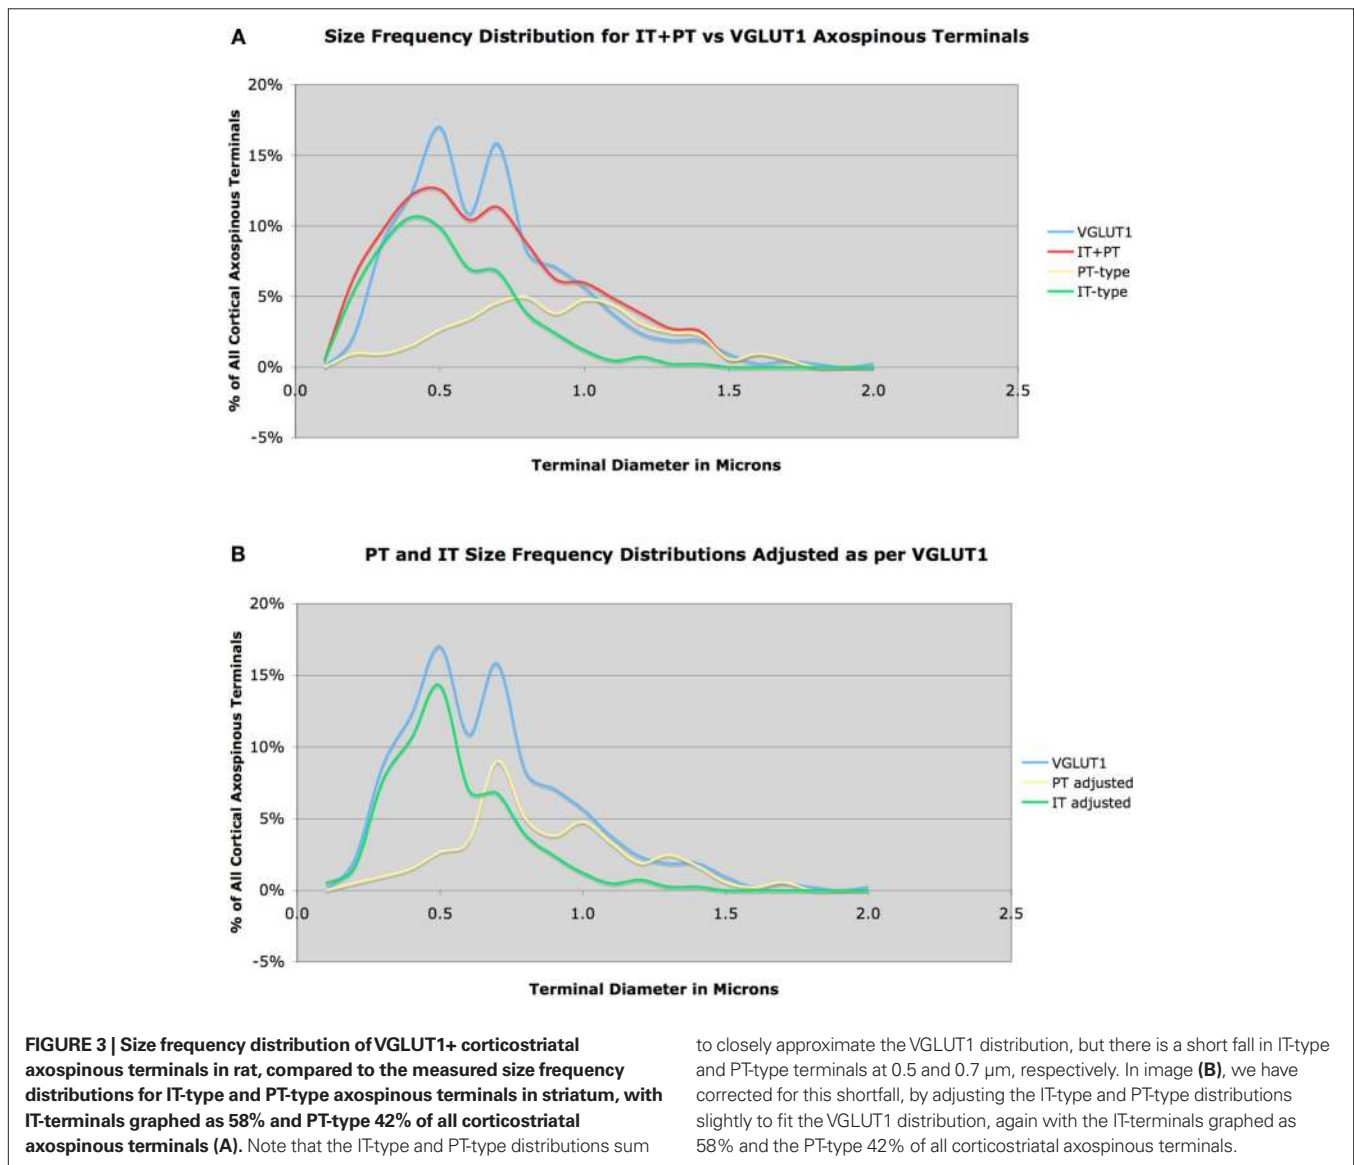 A
Size Frequency Distribution for IT+PT vs VGLUT1 Axospinous Terminals
% of All Cortical Axospinous Terminals
20%
15%
10%
5%
0%
-5%
0.0 0.5 1.0 1.5 2.0 2.5
Terminal Diameter in Microns
VGLUT1
IT+PT
PT-type
IT-type
B
PT and IT Size Frequency Distributions Adjusted as per VGLUT1
% of All Cortical Axospinous Terminals
20%
15%
10%
5%
0%
-5%
0.0 0.5 1.0 1.5 2.0 2.5
Terminal Diameter in Microns
VGLUT1
PT adjusted
IT adjusted
FIGURE 3 | Size frequency distribution of VGLUT1+ corticostriatal
axospinous terminals in rat, compared to the measured size frequency
distributions for IT-type and PT-type axospinous terminals in striatum, with
IT-terminals graphed as 58% and PT-type 42% of all corticostriatal
axospinous terminals (A). Note that the IT-type and PT-type distributions sum
to closely approximate the VGLUT1 distribution, but there is a short fall in IT-type
and PT-type terminals at 0.5 and 0.7 μm, respectively. In image (B), we have
corrected for this shortfall, by adjusting the IT-type and PT-type distributions
slightly to fit the VGLUT1 distribution, again with the IT-terminals graphed as
58% and the PT-type 42% of all corticostriatal axospinous terminals.